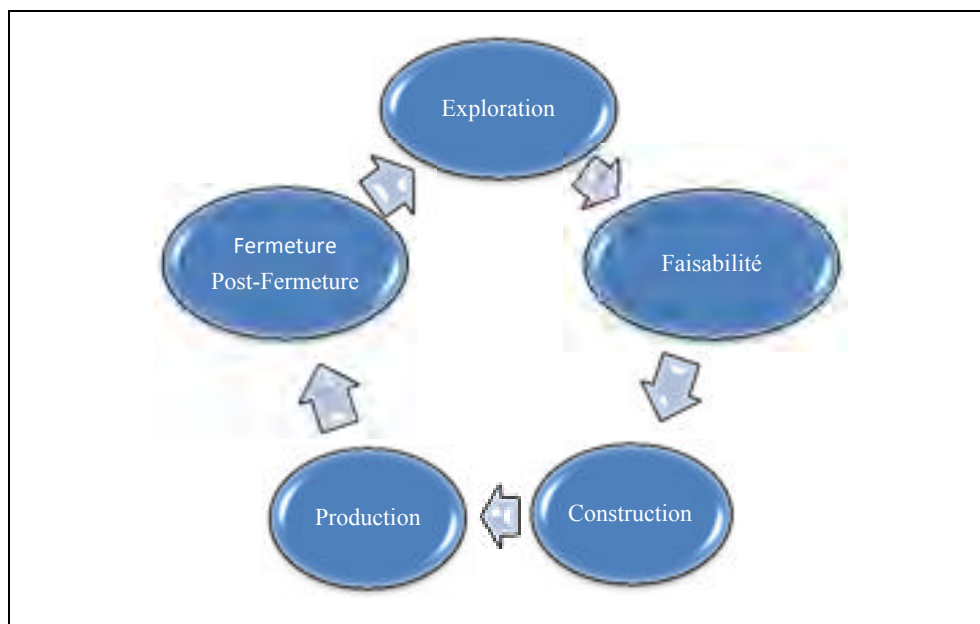 Exploration
Faisabilité
Construction
Production
Fermeture
Post-Fermeture